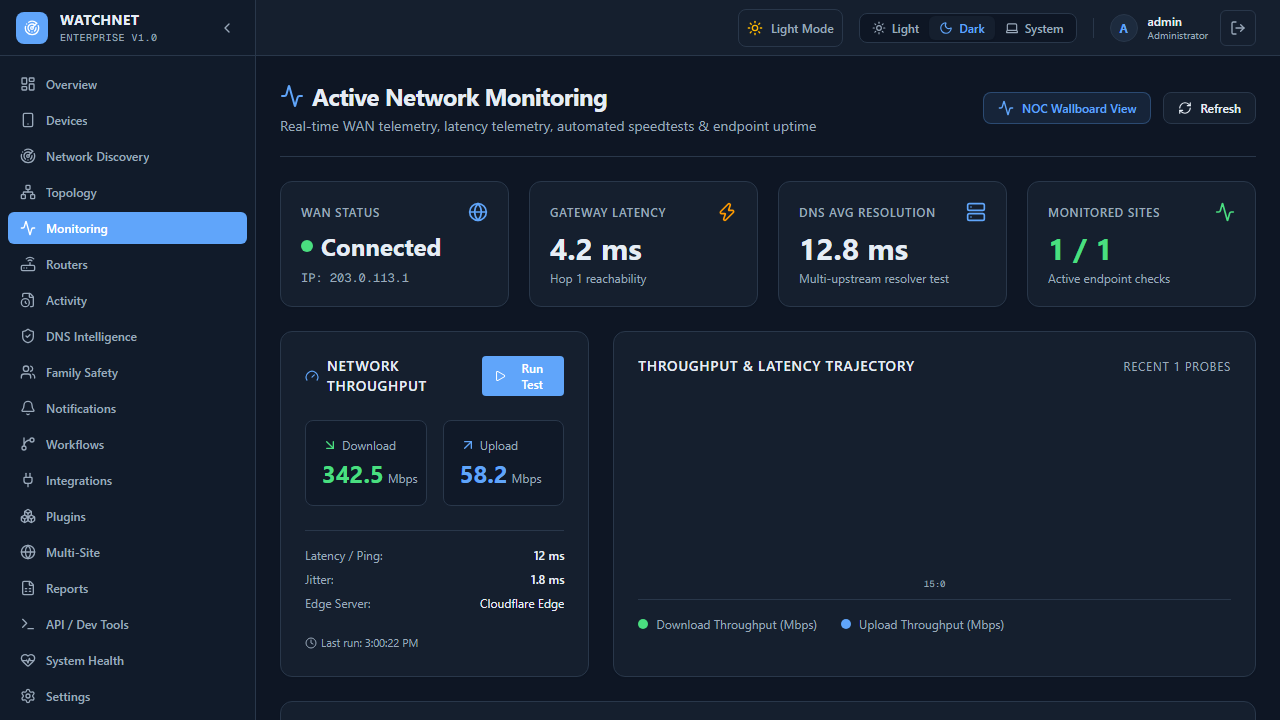 WATCHNET
ENTERPRISE V1.0
Light Mode
Light
Dark
System
A
admin
Administrator
Overview
Devices
Network Discovery
Topology
Monitoring
Routers
Activity
DNS Intelligence
Family Safety
Notifications
Workflows
Integrations
Plugins
Multi-Site
Reports
API / Dev Tools
System Health
Settings
Active Network Monitoring
Real-time WAN telemetry, latency telemetry, automated speedtests & endpoint uptime
NOC Wallboard View
Refresh
WAN STATUS
Connected
IP: 203.0.113.1
GATEWAY LATENCY
4.2 ms
Hop 1 reachability
DNS AVG RESOLUTION
12.8 ms
Multi-upstream resolver test
MONITORED SITES
1 / 1
Active endpoint checks
NETWORK
THROUGHPUT
Run
Test
Download
342.5 Mbps
Upload
58.2 Mbps
Latency / Ping: 12 ms
Jitter: 1.8 ms
Edge Server: Cloudflare Edge
Last run: 3:00:22 PM
THROUGHPUT & LATENCY TRAJECTORY
RECENT 1 PROBES
15:0
Download Throughput (Mbps)
Upload Throughput (Mbps)